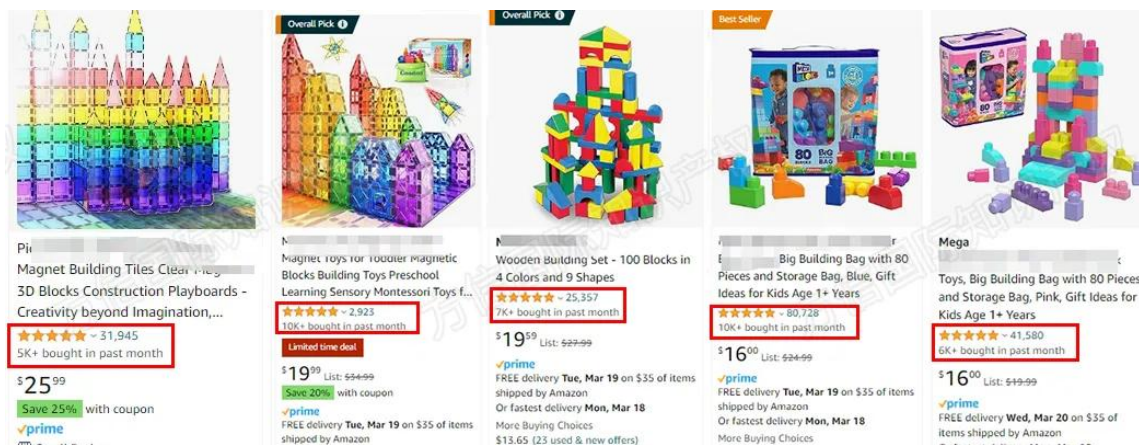 Magnet Building Tiles Clear
3D Blocks Construction Playboards -
Creativity beyond Imagination,...
31,945
5K+ bought in past month
$25 99
Save 25% with coupon
prime
Overall Pick
Magnet Toys for Toddler Magnetic
Blocks Building Toys Preschool
Learning Sensory Montessori Toys f...
2,923
10K+ bought in past month
Limited time deal
$19 99 List: $34.99
Save 20% with coupon
prime
FREE delivery Tue, Mar 19 on $35 of items
shipped by Amazon
Overall Pick
Wooden Building Set - 100 Blocks in
4 Colors and 9 Shapes
25,357
7K+ bought in past month
$19 59 List: $27.99
prime
FREE delivery Tue, Mar 19 on $35 of items
shipped by Amazon
Or fastest delivery Mon, Mar 18
More Buying Choices
$13.65 (23 used & new offers)
Best Seller
80
BIG
BUILDING
BAG
Big Building Bag with 80
Pieces and Storage Bag, Blue, Gift
Ideas for Kids Age 1+ Years
80,728
10K+ bought in past month
$16 00 List: $24.99
prime
FREE delivery Tue, Mar 19 on $35 of items
shipped by Amazon
Or fastest delivery Mon, Mar 18
More Buying Choices
80
Mega
Toys, Big Building Bag with 80 Pieces
and Storage Bag, Pink, Gift Ideas for
Kids Age 1+ Years
41,580
6K+ bought in past month
$16 00 List: $19.99
prime
FREE delivery Wed, Mar 20 on $35 of
items shipped by Amazon